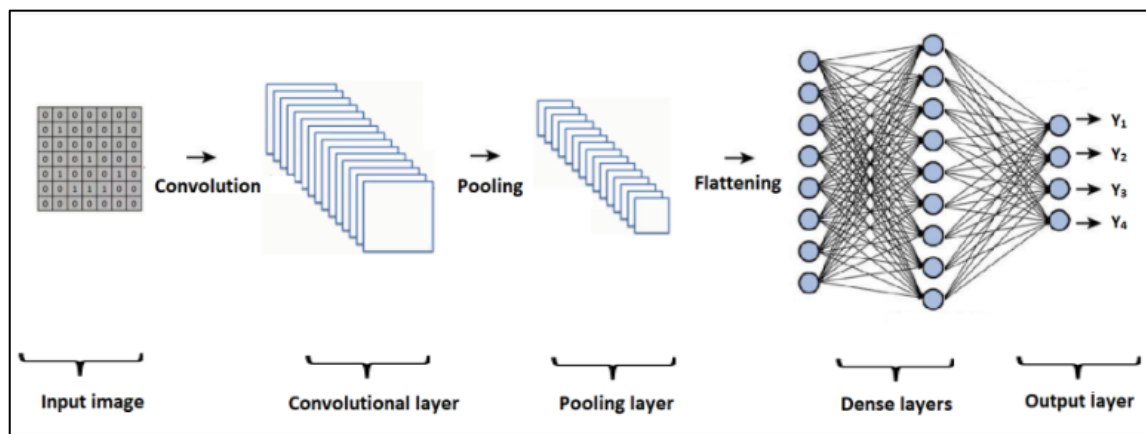 0 0 0 0 0 0 0
0 1 0 0 0 1 0
0 0 0 0 0 0 0
0 0 0 1 0 0 0
0 1 0 0 0 1 0
0 0 1 1 1 0 0
0 0 0 0 0 0 0
Convolution
Pooling
Flattening
Y₁
Y₂
Y₃
Y₄
Input image
Convolutional layer
Pooling layer
Dense layers
Output layer